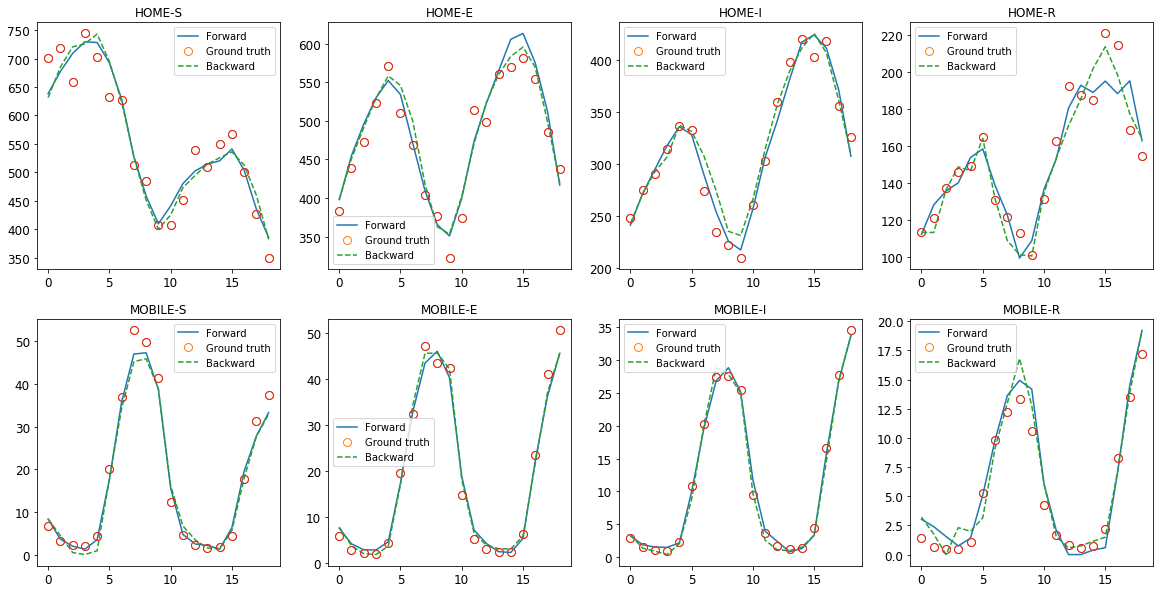 HOME-S
750
700
650
600
550
500
450
400
350
0
5
10
15
Forward
Ground truth
Backward
HOME-E
600
550
500
450
400
350
0
5
10
15
Forward
Ground truth
Backward
HOME-I
400
350
300
250
200
0
5
10
15
Forward
Ground truth
Backward
HOME-R
220
200
180
160
140
120
100
0
5
10
15
Forward
Ground truth
Backward
MOBILE-S
50
40
30
20
10
0
0
5
10
15
Forward
Ground truth
Backward
MOBILE-E
50
40
30
20
10
0
0
5
10
15
Forward
Ground truth
Backward
MOBILE-I
35
30
25
20
15
10
5
0
0
5
10
15
Forward
Ground truth
Backward
MOBILE-R
20.0
17.5
15.0
12.5
10.0
7.5
5.0
2.5
0.0
0
5
10
15
Forward
Ground truth
Backward